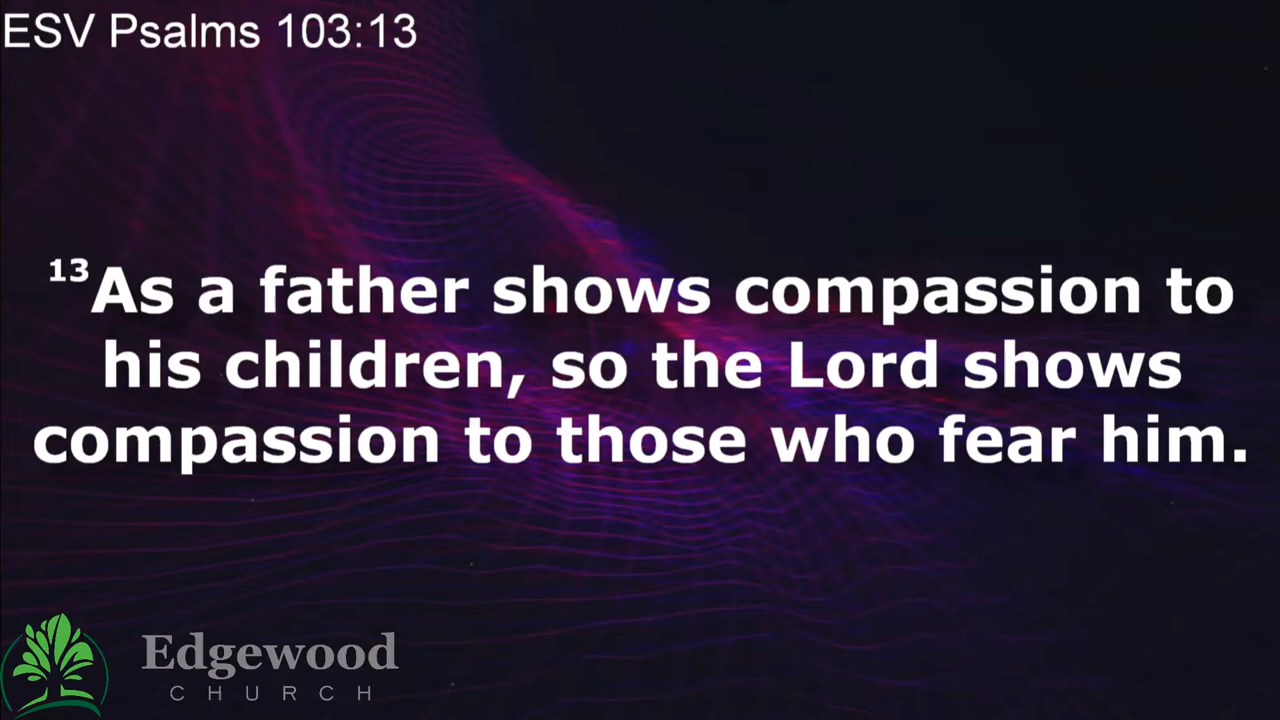 ESV Psalms 103:13
13As a father shows compassion to
his children, so the Lord shows
compassion to those who fear him.
Edgewood
CHURCH